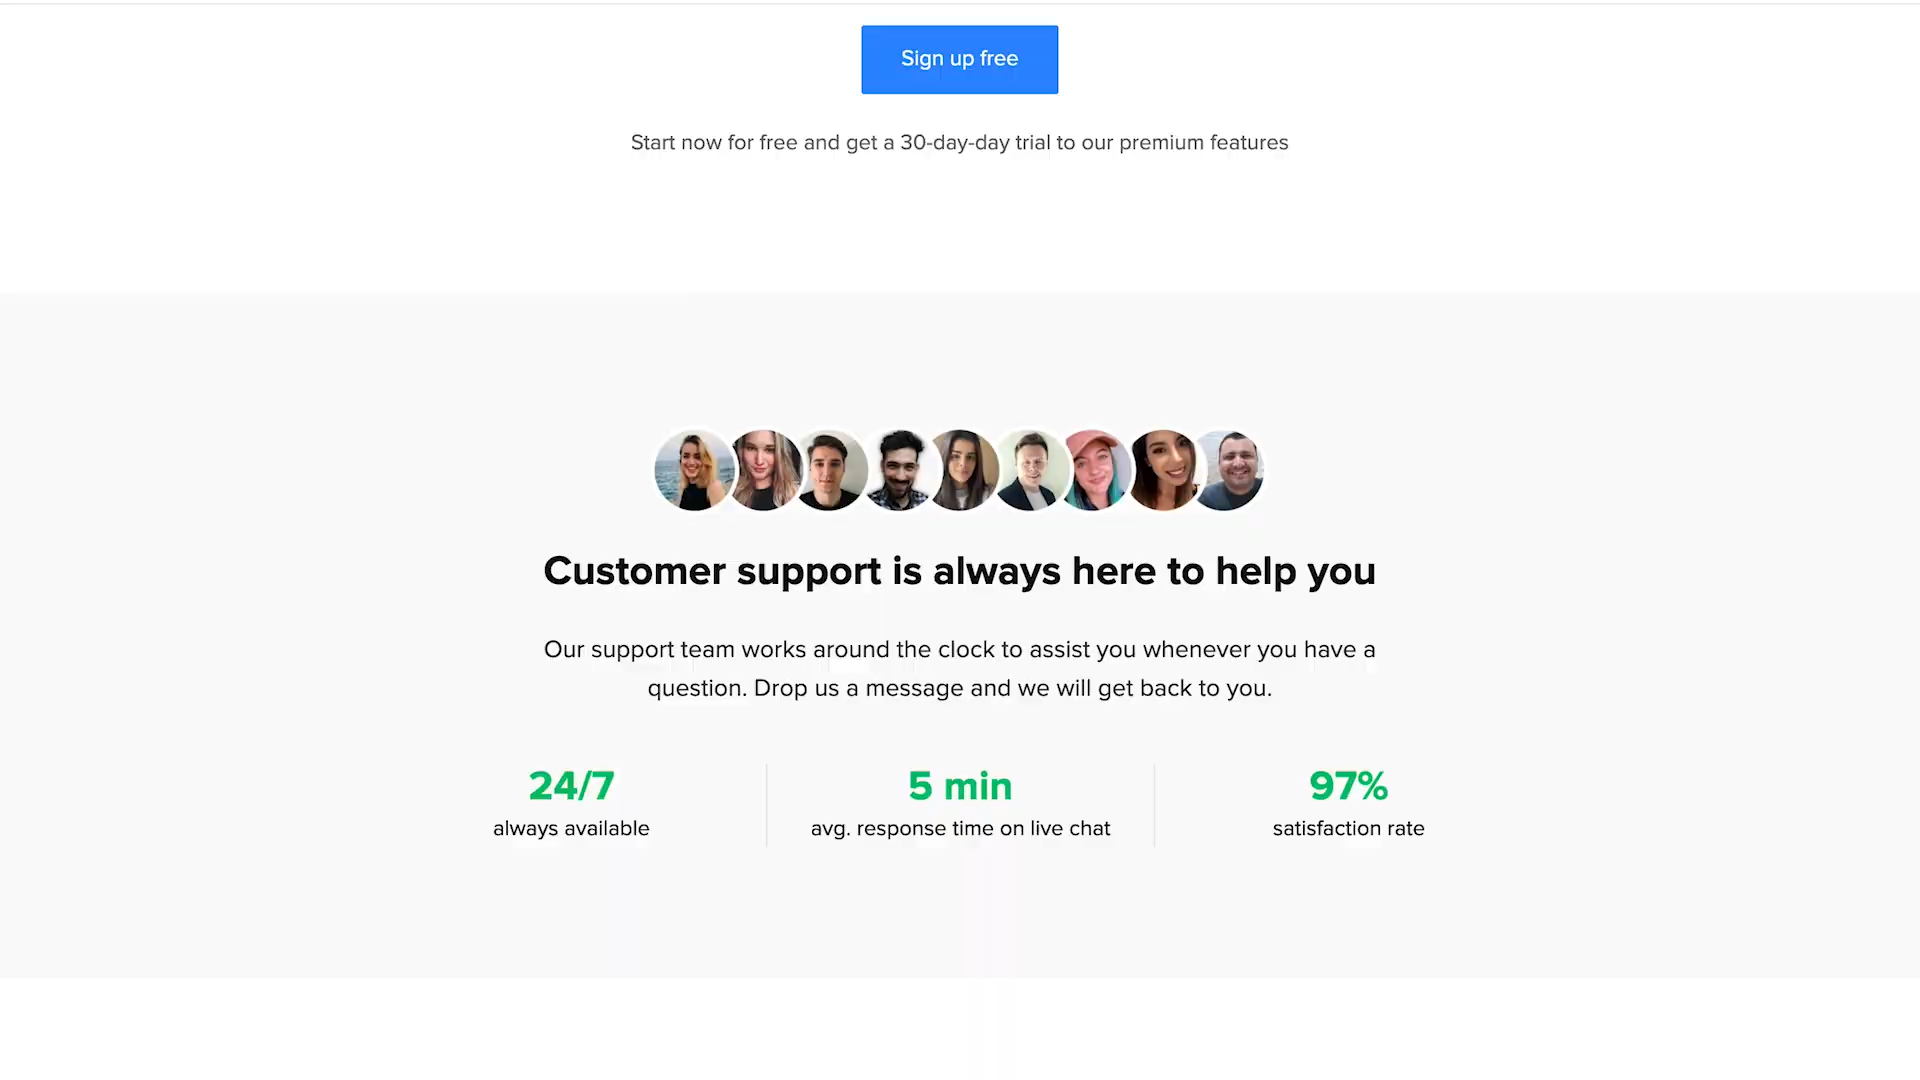 Sign up free
Start now for free and get a 30-day-day trial to our premium features
Customer support is always here to help you
Our support team works around the clock to assist you whenever you have a
question. Drop us a message and we will get back to you.
24/7
always available
5 min
avg. response time on live chat
97%
satisfaction rate